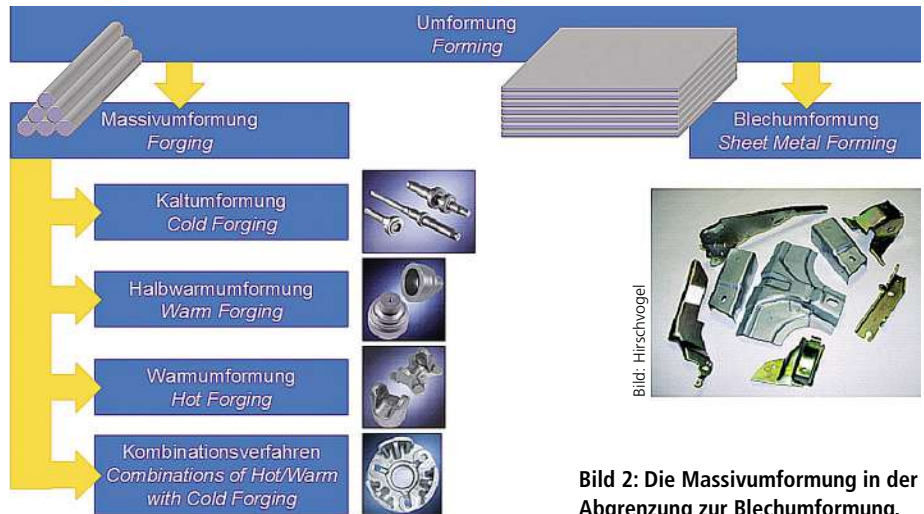 Umformung
Forming
Massivumformung
Forging
Blechumformung
Sheet Metal Forming
Kaltumformung
Cold Forging
Halbwarmumformung
Warm Forging
Warmumformung
Hot Forging
Kombinationsverfahren
Combinations of Hot/Warm
with Cold Forging
Bild: Hirschvogel
Bild 2: Die Massivumformung in der
Abgrenzung zur Blechumformung.